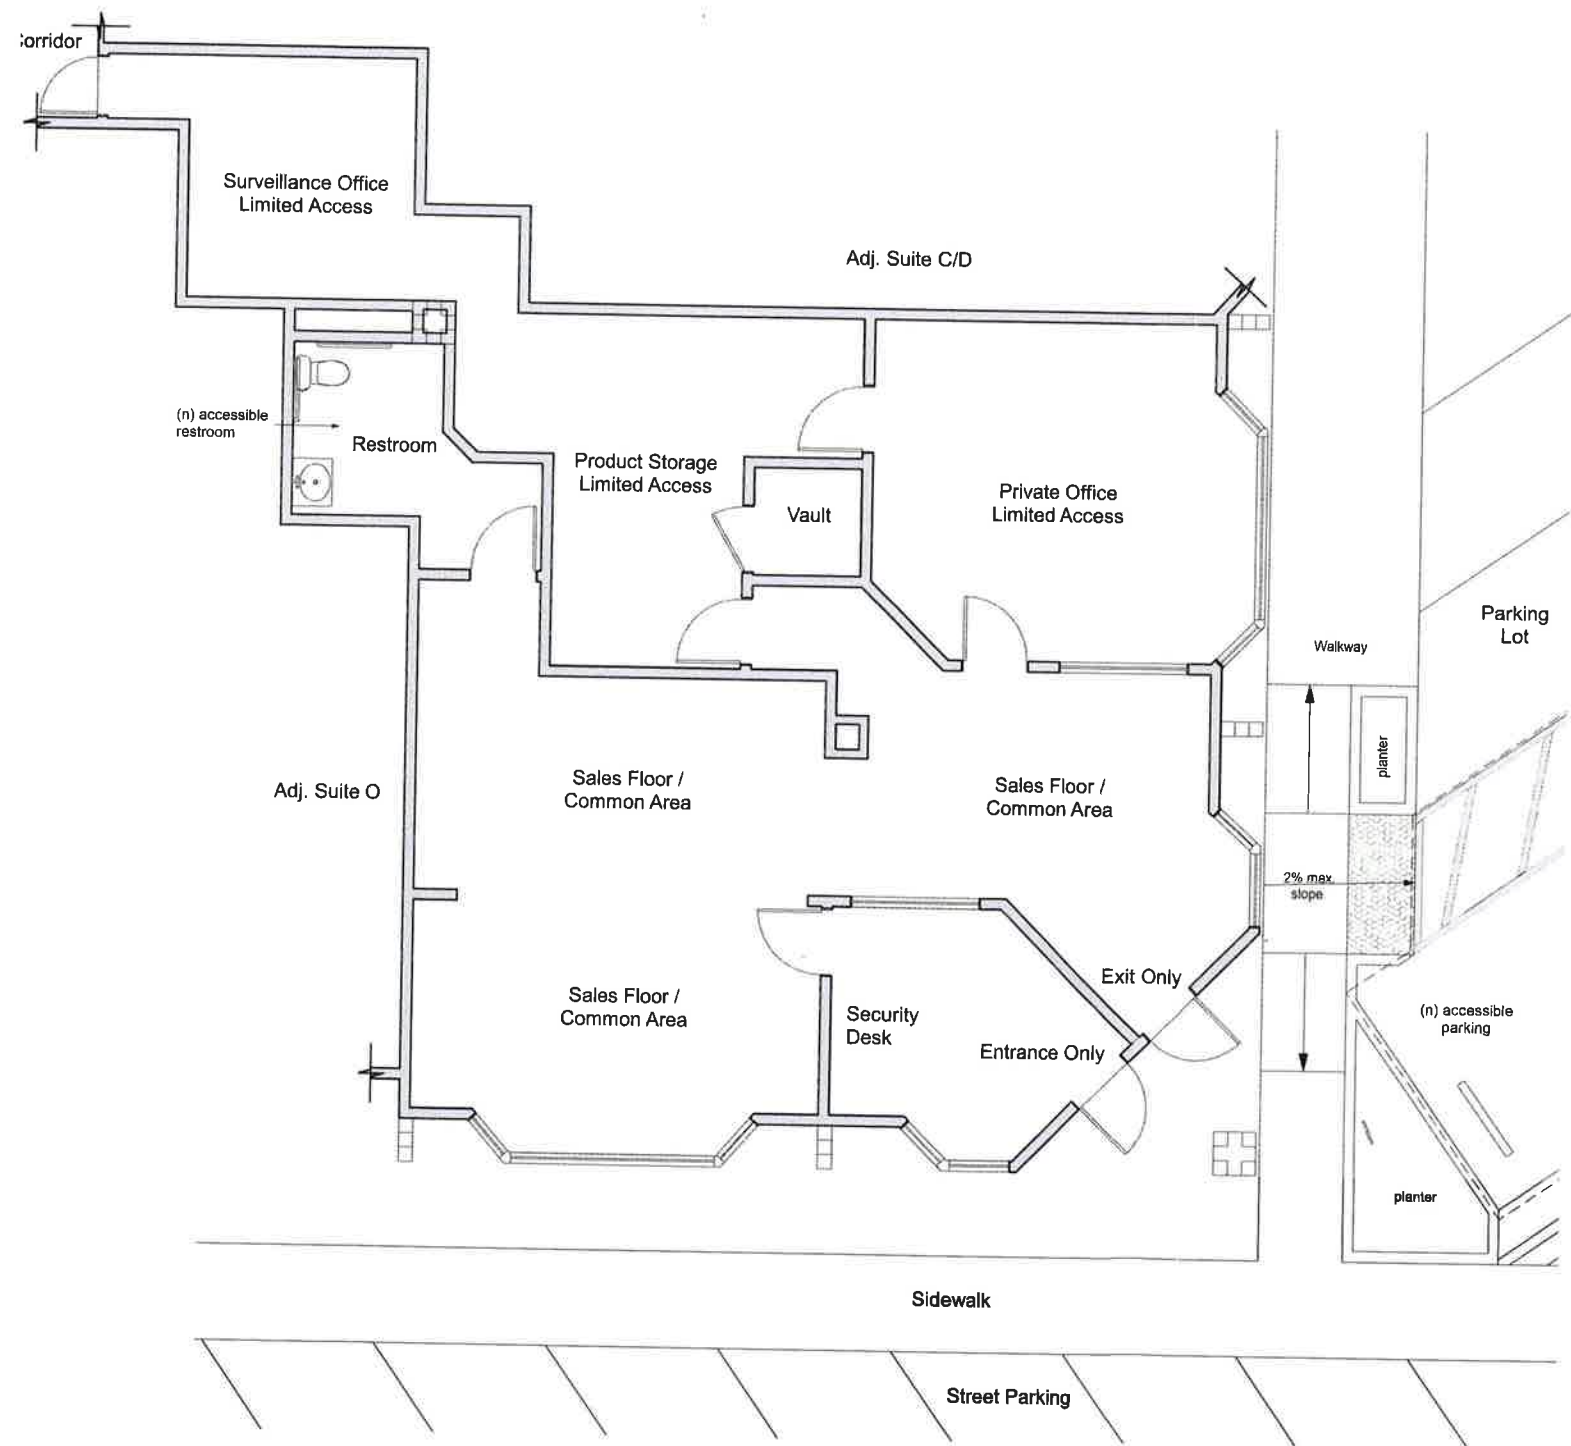 orridor
Surveillance Office
Limited Access
Adj. Suite C/D
(n) accessible
restroom
Restroom
Product Storage
Limited Access
Vault
Private Office
Limited Access
Parking
Lot
Walkway
planter
Adj. Suite O
Sales Floor /
Common Area
Sales Floor /
Common Area
2% max.
slope
Exit Only
Sales Floor /
Common Area
Security
Desk
Entrance Only
(n) accessible
parking
planter
Sidewalk
Street Parking